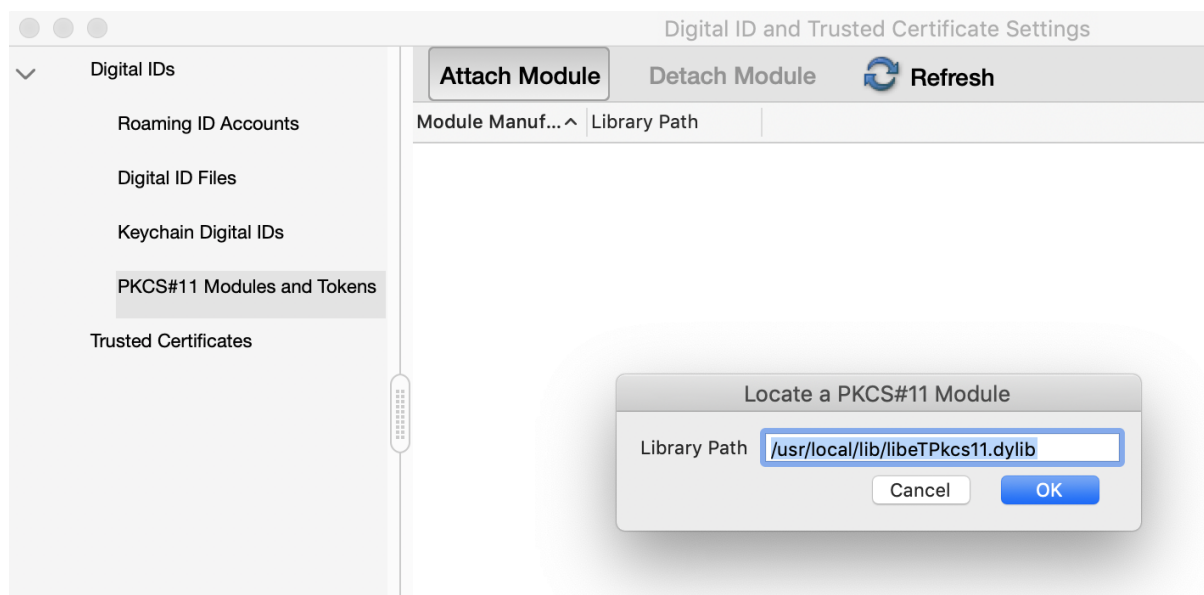 Digital ID and Trusted Certificate Settings
Digital IDs
Roaming ID Accounts
Digital ID Files
Keychain Digital IDs
PKCS#11 Modules and Tokens
Trusted Certificates
Attach Module Detach Module Refresh
Module Manuf... Library Path
Locate a PKCS#11 Module
Library Path /usr/local/lib/libeTPkcs11.dylib
Cancel OK